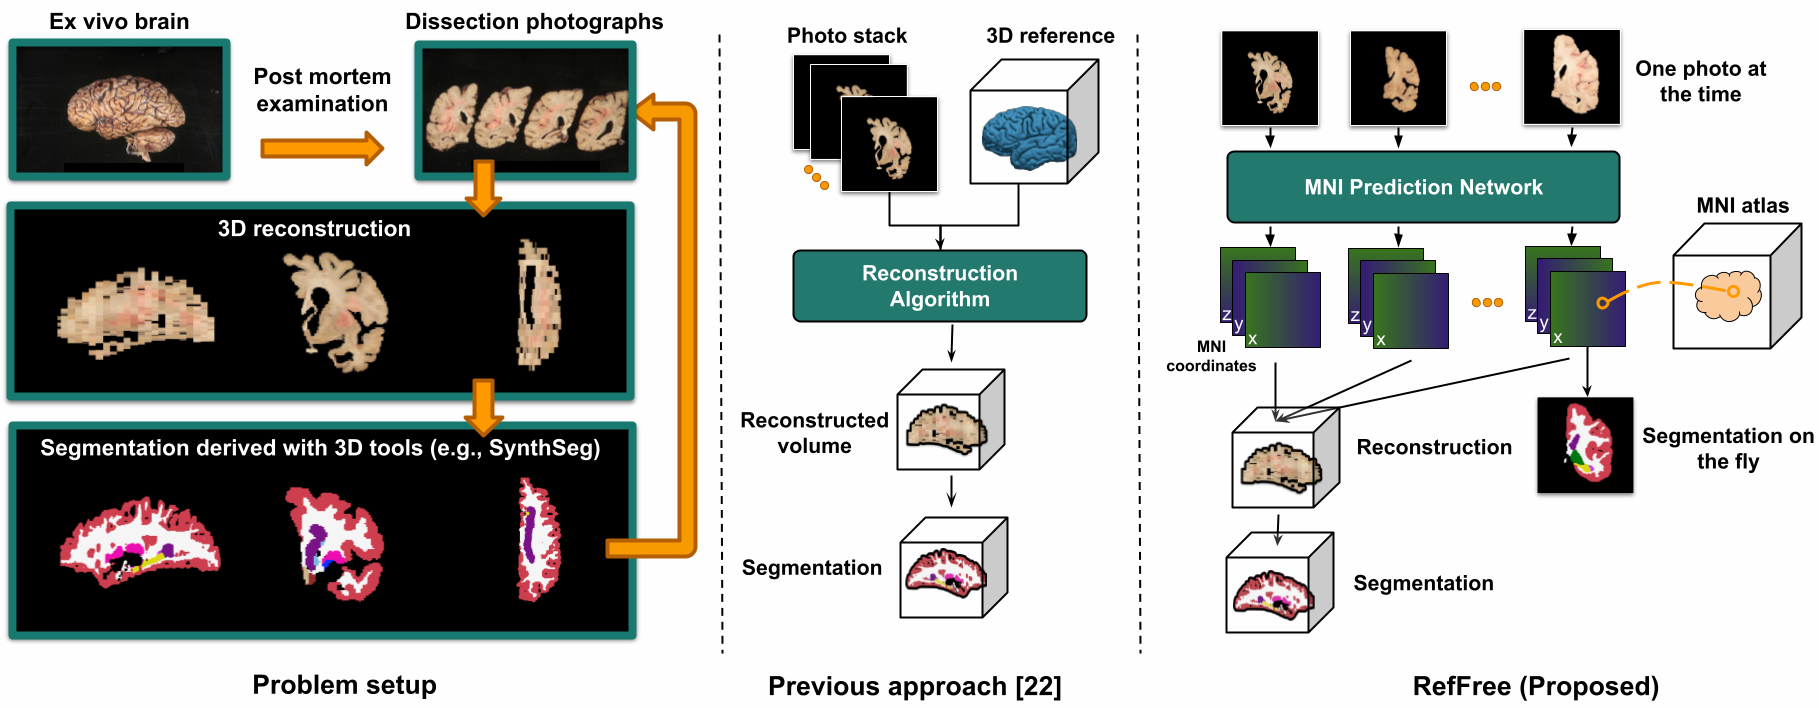 Ex vivo brain
Dissection photographs
Post mortem
examination
3D reconstruction
Segmentation derived with 3D tools (e.g., SynthSeg)
Problem setup
Photo stack
3D reference
Reconstruction
Algorithm
Reconstructed
volume
Segmentation
Previous approach [22]
One photo at
the time
MNI Prediction Network
MNI atlas
z
y
x
z
y
x
z
y
x
MNI
coordinates
Reconstruction
Segmentation on
the fly
Segmentation
RefFree (Proposed)